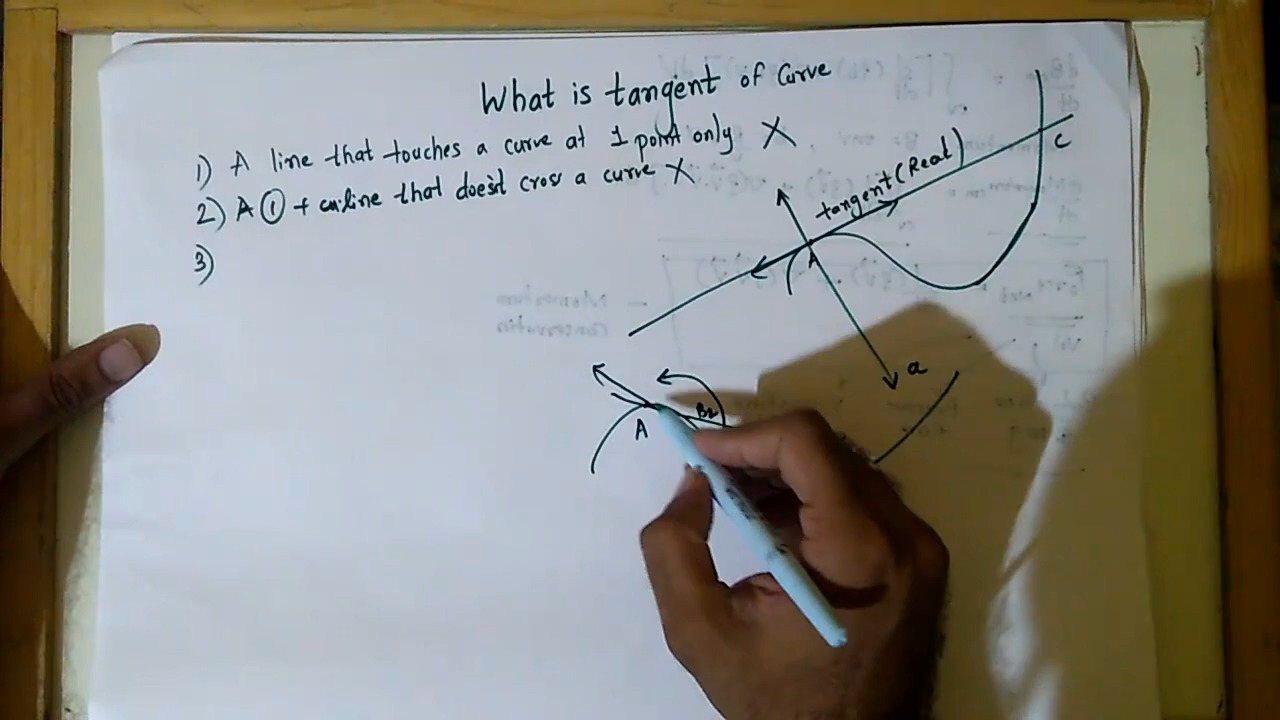 What is tangent of Curve
1) A line that touches a curve at 1 point only X
2) A ① + line that doesn't cross a curve X
3)
tangent (Real)
C
A
a
B2
A